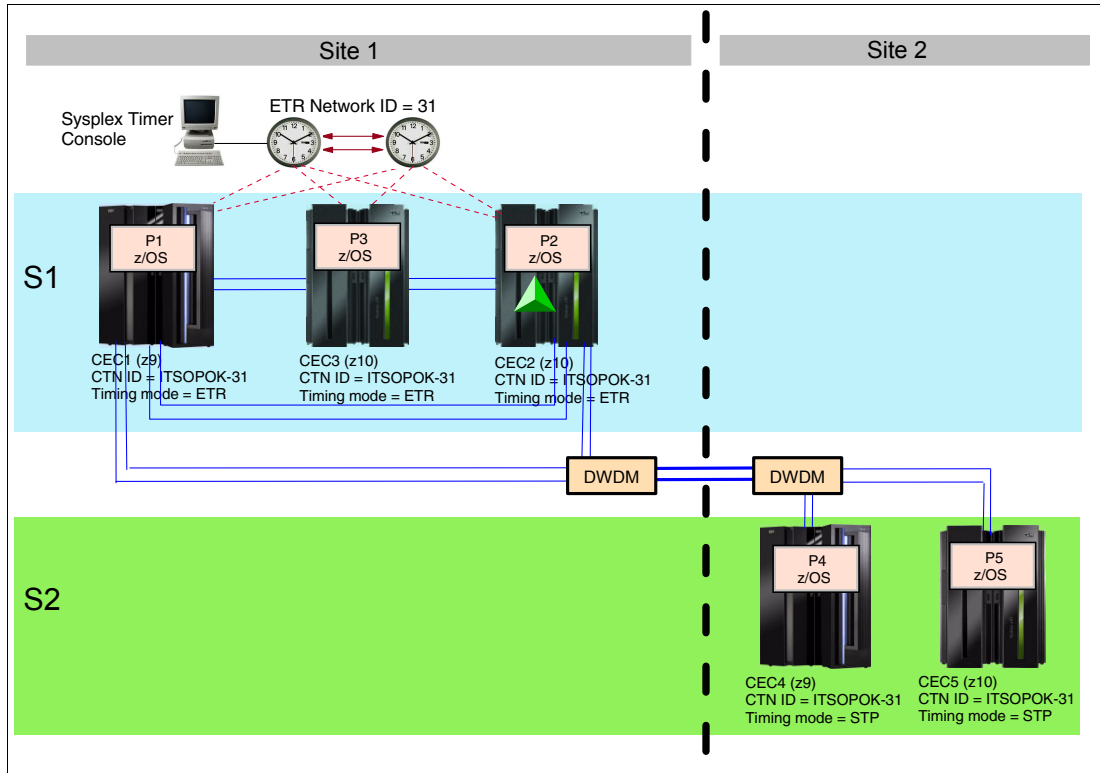 Site 1
Site 2
ETR Network ID = 31
Sysplex Timer
Console
S1
P1
z/OS
P3
z/OS
P2
z/OS
CEC1 (z9)
CTN ID = ITSOPOK-31
Timing mode = ETR
CEC3 (z10)
CTN ID = ITSOPOK-31
Timing mode = ETR
CEC2 (z10)
CTN ID = ITSOPOK-31
Timing mode = ETR
DWDM
DWDM
S2
P4
z/OS
P5
z/OS
CEC4 (z9)
CTN ID = ITSOPOK-31
Timing mode = STP
CEC5 (z10)
CTN ID = ITSOPOK-31
Timing mode = STP